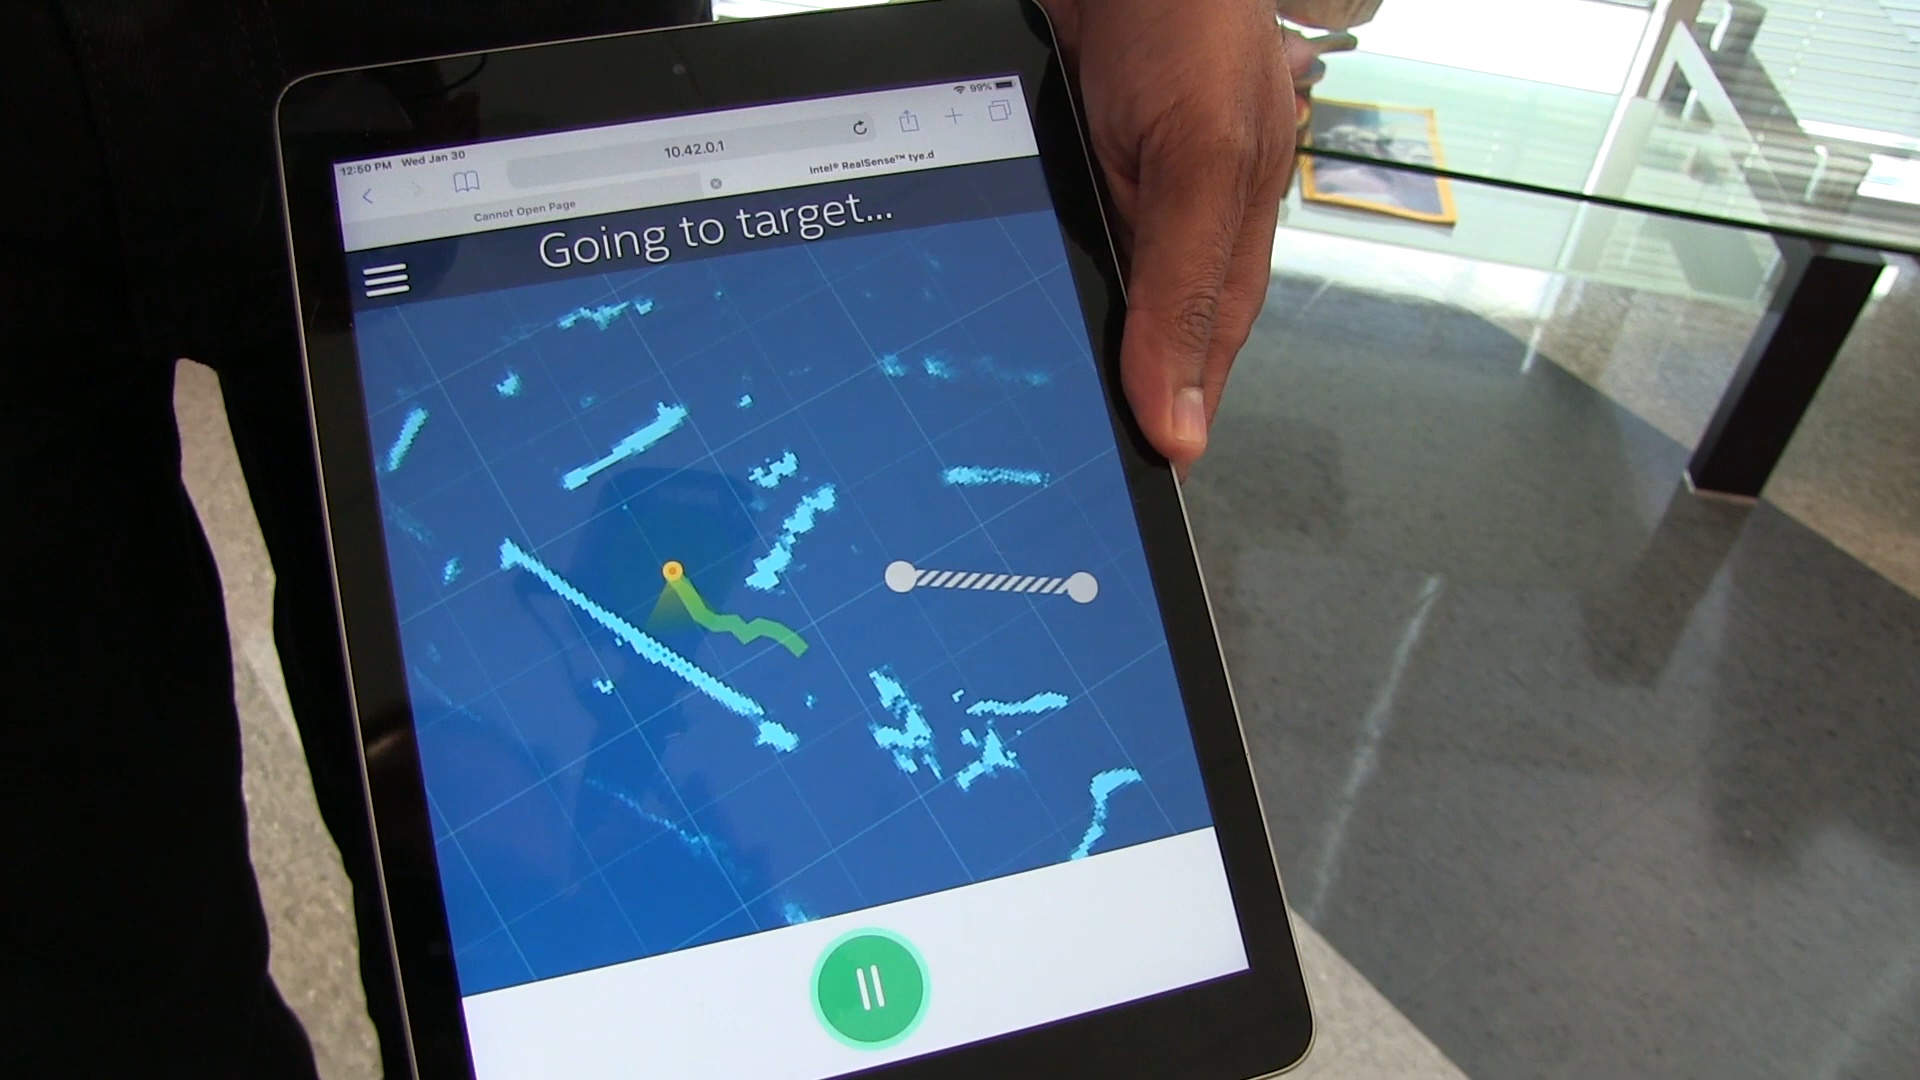 12:50 PM Wed Jan 30
99%
10.42.0.1
Cannot Open Page
Intel® RealSense™ tye.d
Going to target...